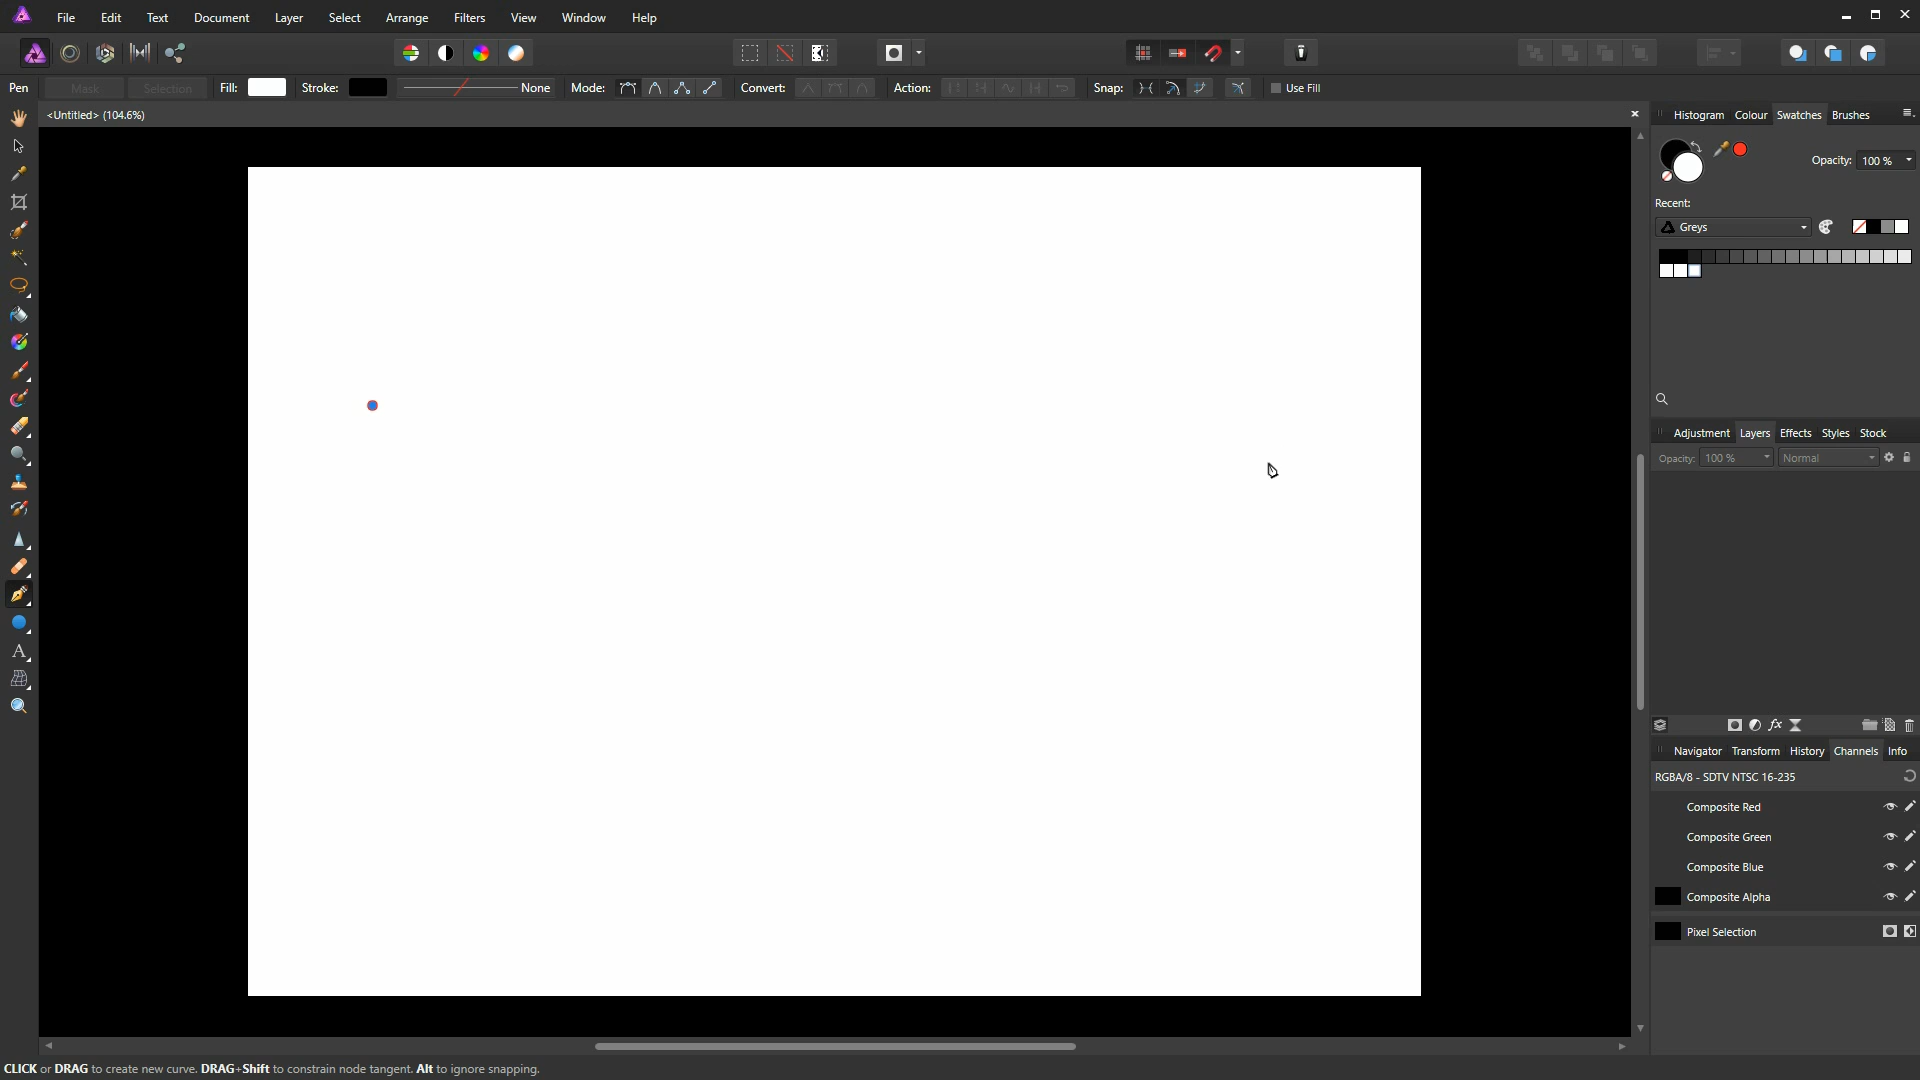 File Edit Text Document Layer Select Arrange Filters View Window Help
Pen Mask Selection Fill: Stroke: None Mode: Convert: Action: Snap: Use Fill
<Untitled> (104.6%)
Histogram Colour Swatches Brushes
Opacity: 100 %
Recent:
Greys
Adjustment Layers Effects Styles Stock
Opacity: 100 % Normal
fx
Navigator Transform History Channels Info
RGBA/8 - SDTV NTSC 16-235
Composite Red
Composite Green
Composite Blue
Composite Alpha
Pixel Selection
CLICK or DRAG to create new curve. DRAG+Shift to constrain node tangent. Alt to ignore snapping.